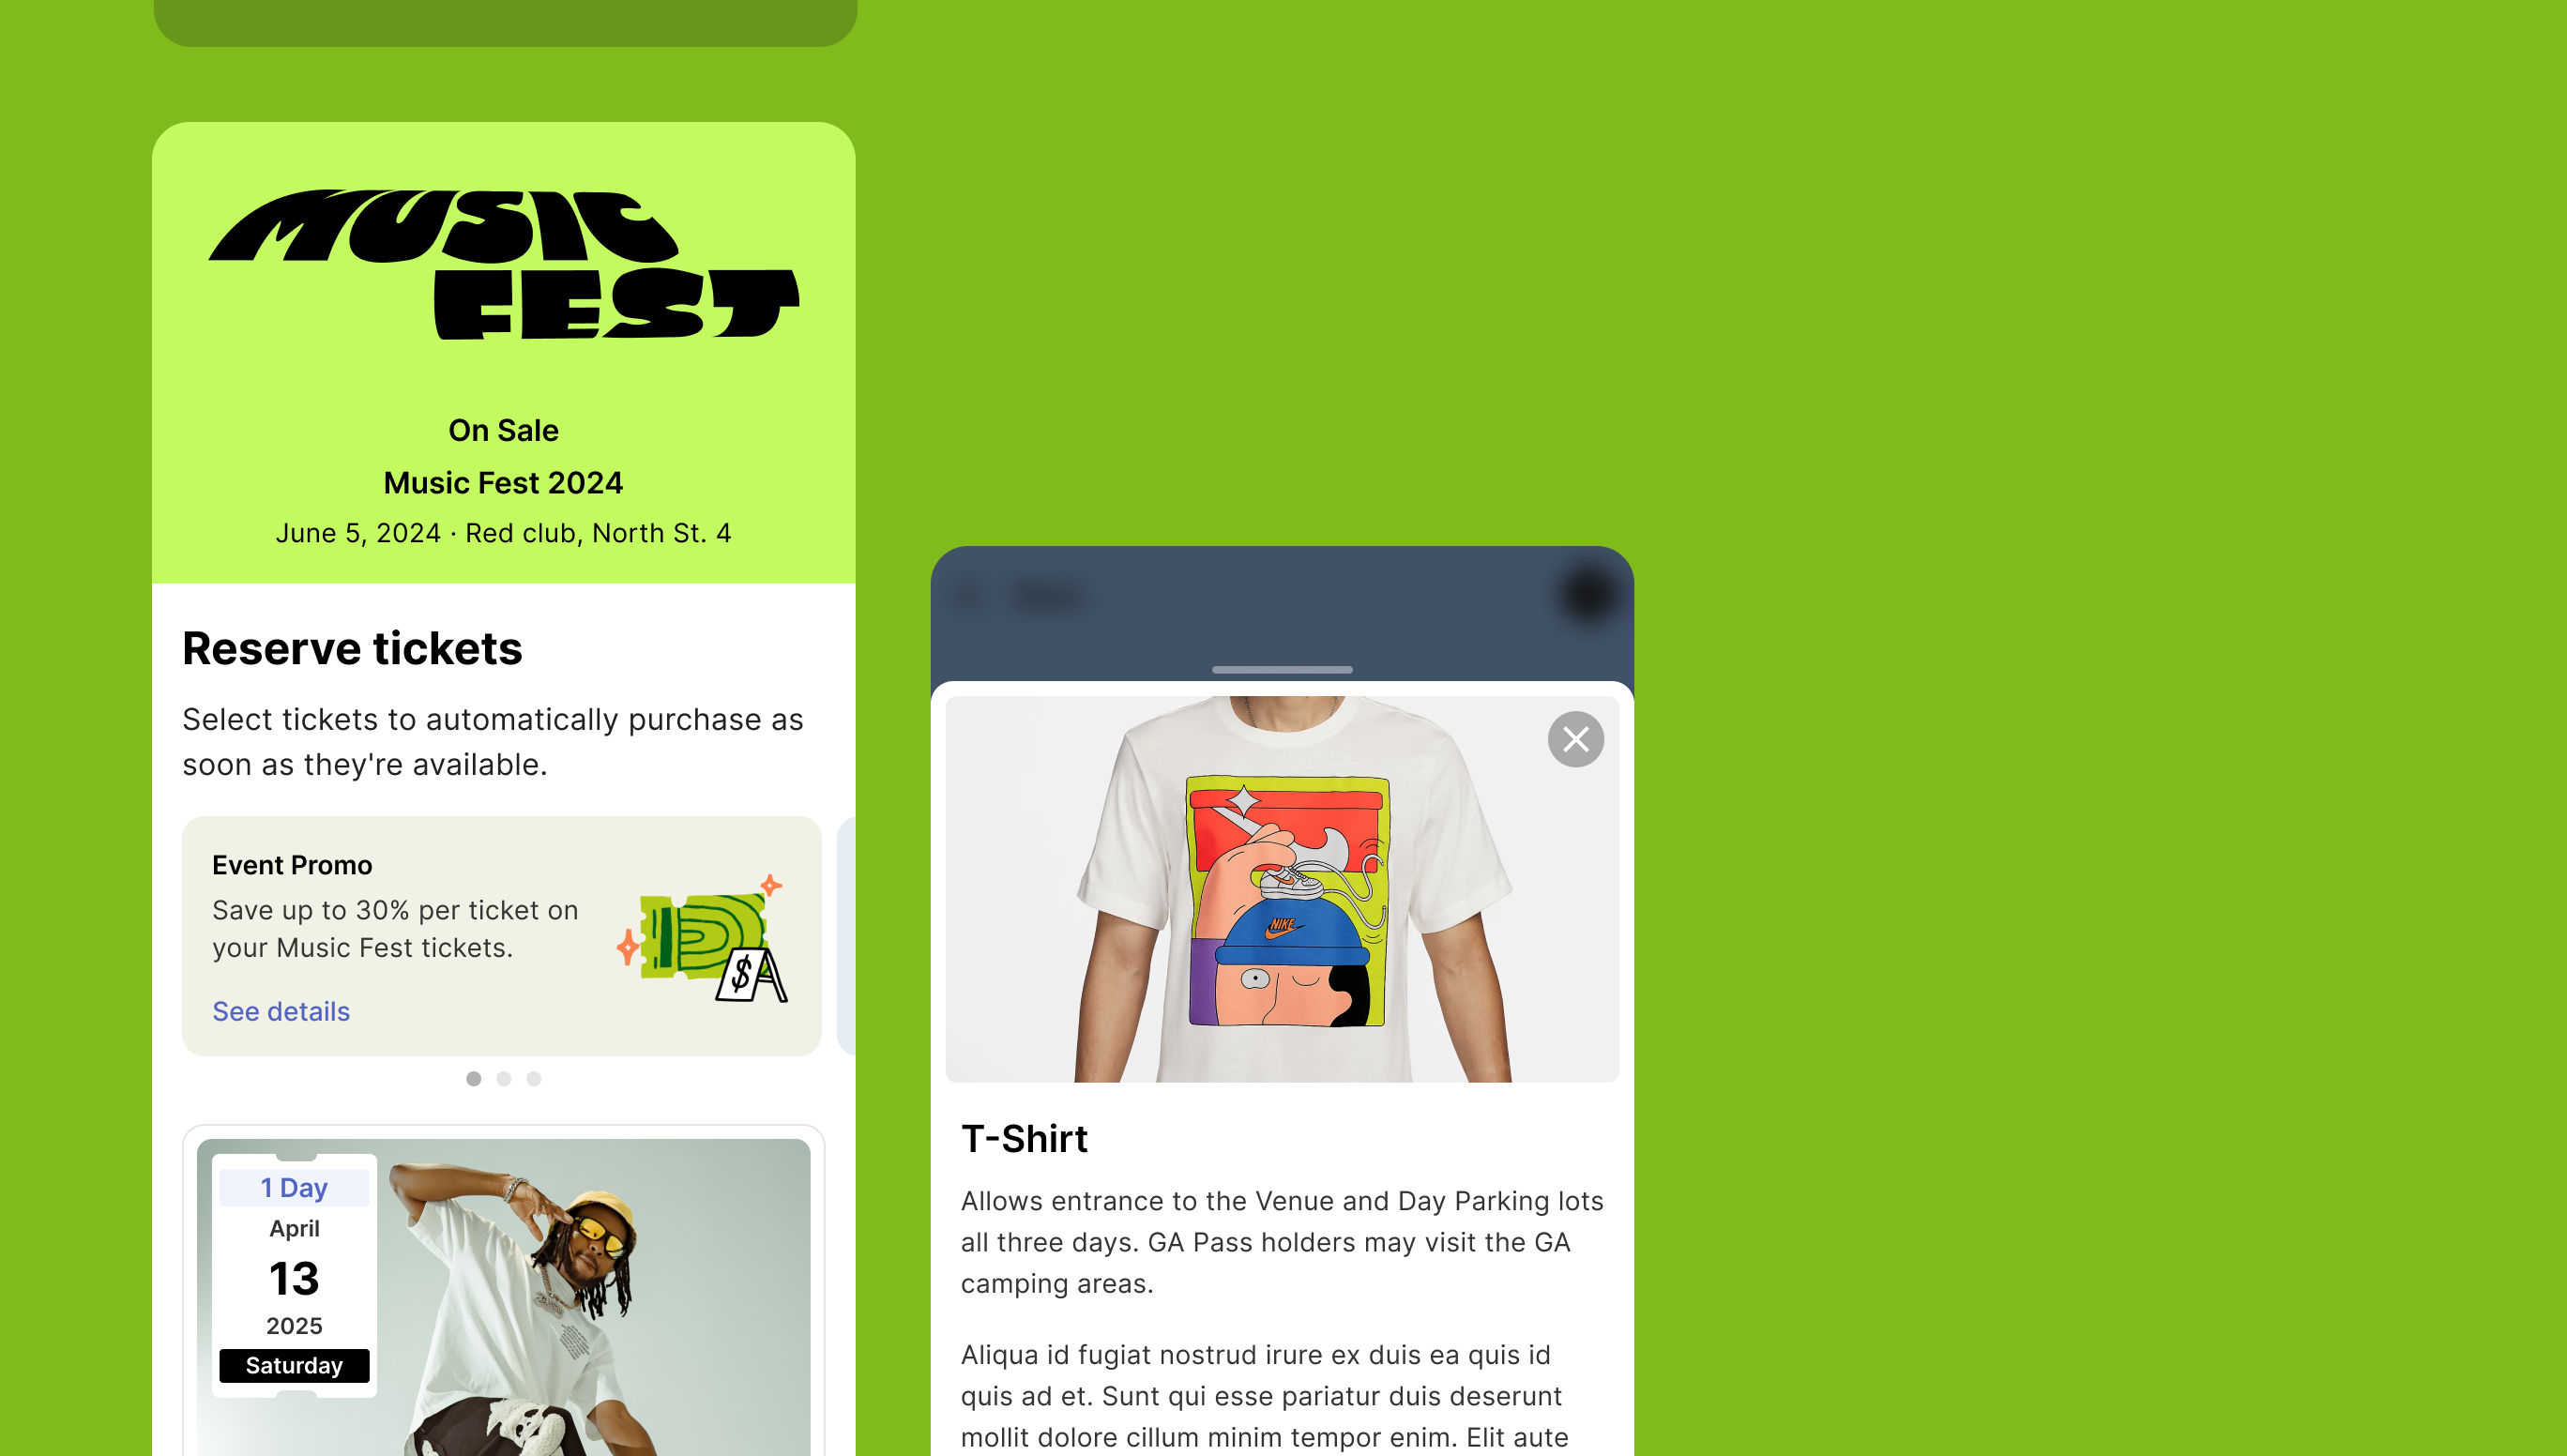 MUSIC
FEST
On Sale
Music Fest 2024
June 5, 2024 · Red club, North St. 4
Reserve tickets
Select tickets to automatically purchase as
soon as they're available.
Event Promo
Save up to 30% per ticket on
your Music Fest tickets.
See details
$
1 Day
April
13
2025
Saturday
NIKE
T-Shirt
Allows entrance to the Venue and Day Parking lots
all three days. GA Pass holders may visit the GA
camping areas.
Aliqua id fugiat nostrud irure ex duis ea quis id
quis ad et. Sunt qui esse pariatur duis deserunt
mollit dolore cillum minim tempor enim. Elit aute